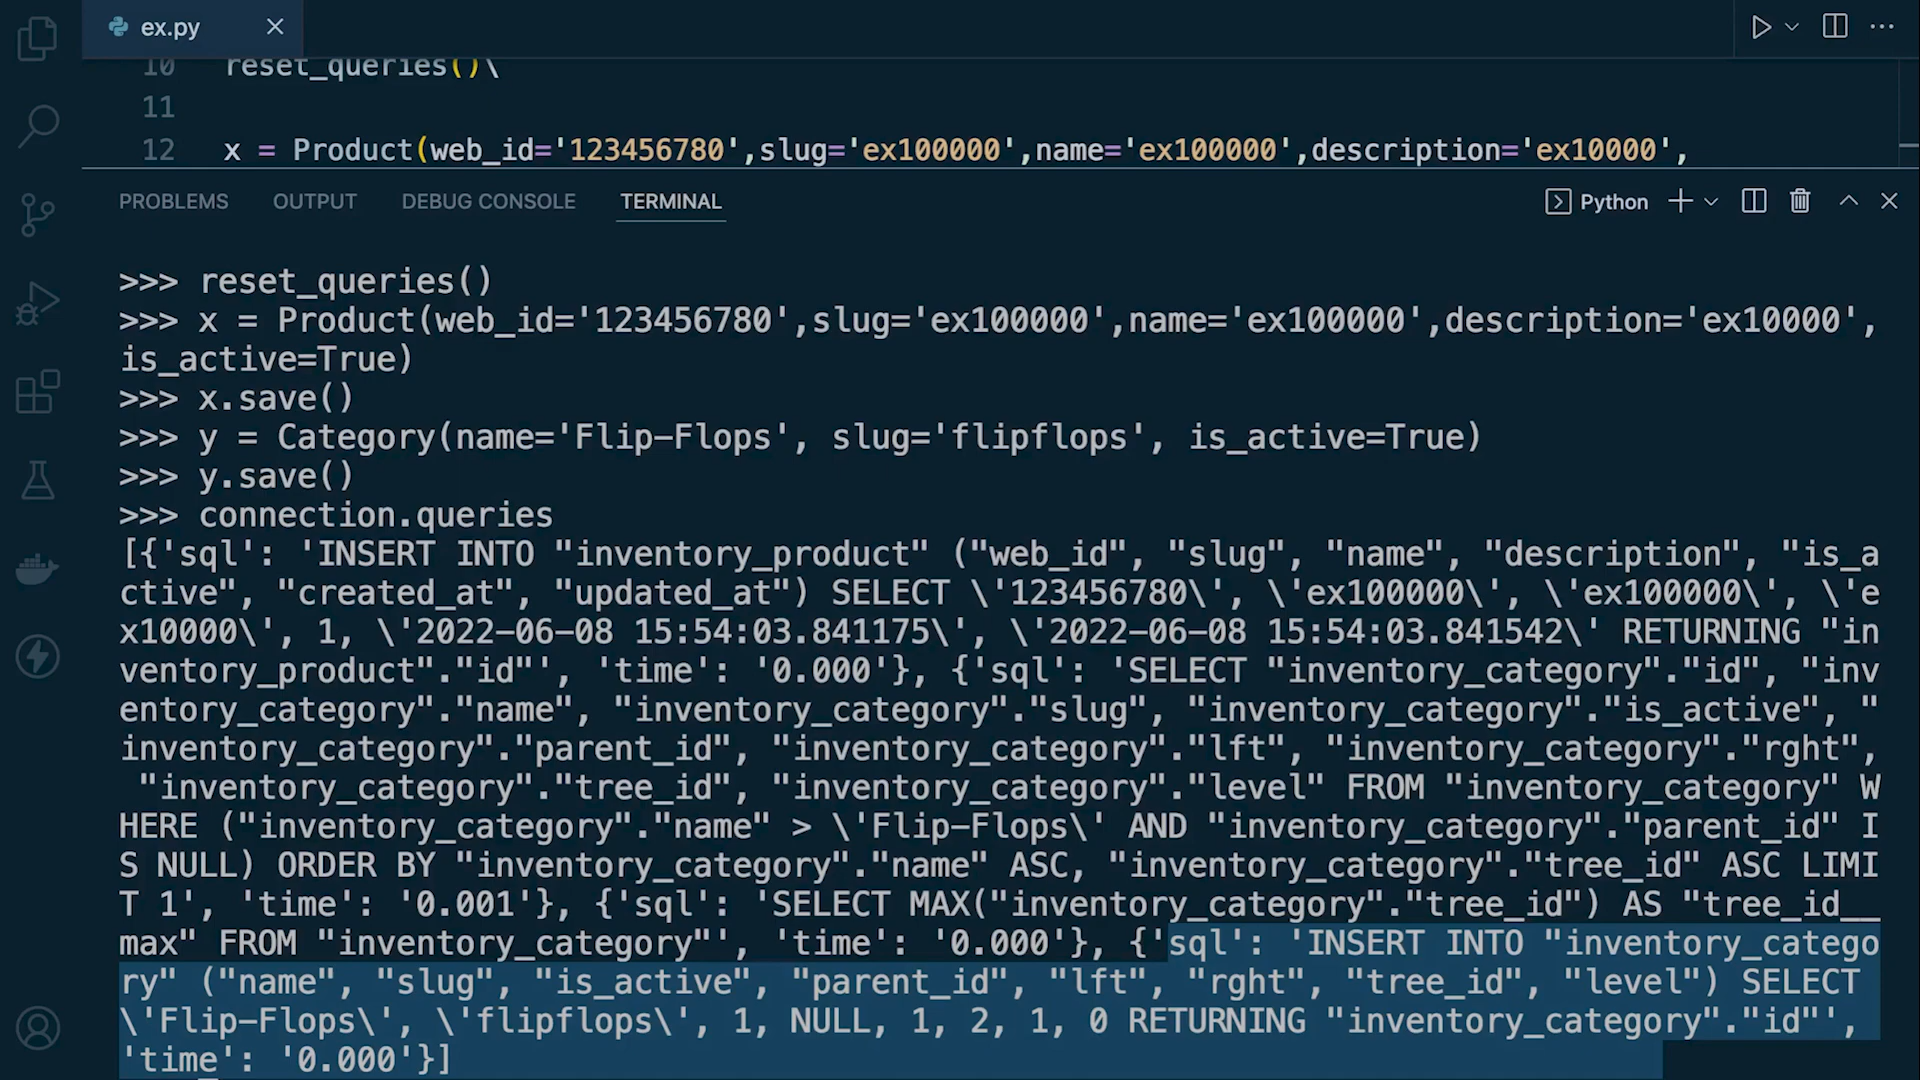 ex.py
10 reset_queries()\
11
12 x = Product(web_id='123456780',slug='ex100000',name='ex100000',description='ex10000',
PROBLEMS OUTPUT DEBUG CONSOLE TERMINAL Python
>>> reset_queries()
>>> x = Product(web_id='123456780',slug='ex100000',name='ex100000',description='ex10000',
is_active=True)
>>> x.save()
>>> y = Category(name='Flip-Flops', slug='flipflops', is_active=True)
>>> y.save()
>>> connection.queries
[{'sql': 'INSERT INTO "inventory_product" ("web_id", "slug", "name", "description", "is_a
ctive", "created_at", "updated_at") SELECT \'123456780\', \'ex100000\', \'ex100000\', \'e
x10000\', 1, \'2022-06-08 15:54:03.841175\', \'2022-06-08 15:54:03.841542\' RETURNING "in
ventory_product"."id"', 'time': '0.000'}, {'sql': 'SELECT "inventory_category"."id", "inv
entory_category"."name", "inventory_category"."slug", "inventory_category"."is_active", "
inventory_category"."parent_id", "inventory_category"."lft", "inventory_category"."rght",
 "inventory_category"."tree_id", "inventory_category"."level" FROM "inventory_category" W
HERE ("inventory_category"."name" > \'Flip-Flops\' AND "inventory_category"."parent_id" I
S NULL) ORDER BY "inventory_category"."name" ASC, "inventory_category"."tree_id" ASC LIMI
T 1', 'time': '0.001'}, {'sql': 'SELECT MAX("inventory_category"."tree_id") AS "tree_id__
max" FROM "inventory_category"', 'time': '0.000'}, {'sql': 'INSERT INTO "inventory_catego
ry" ("name", "slug", "is_active", "parent_id", "lft", "rght", "tree_id", "level") SELECT
\'Flip-Flops\', \'flipflops\', 1, NULL, 1, 2, 1, 0 RETURNING "inventory_category"."id"',
'time': '0.000'}]